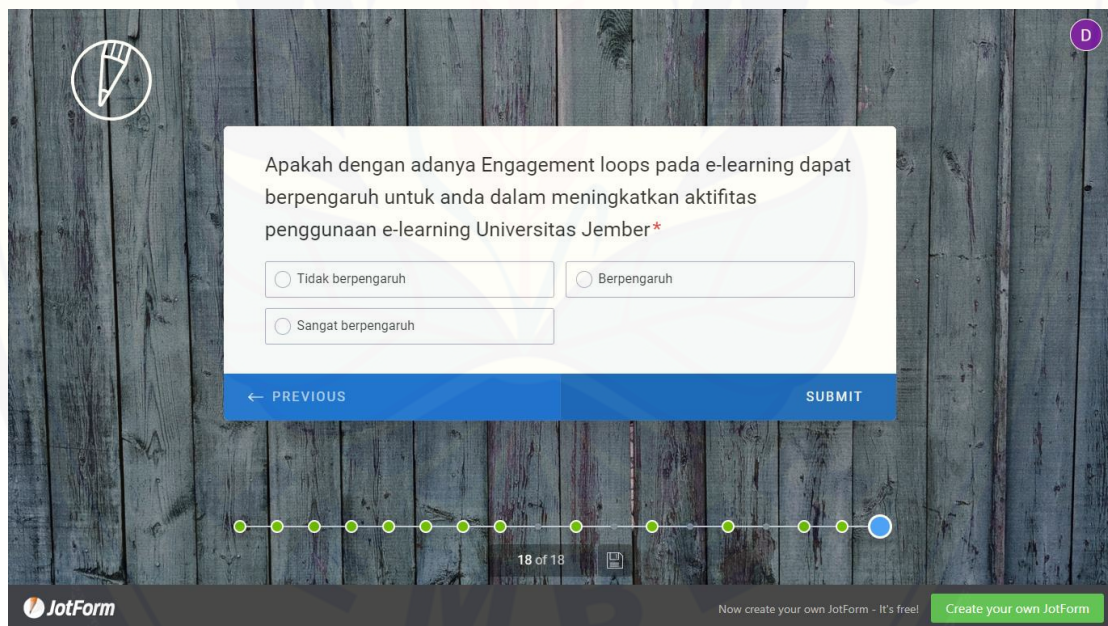 D
Apakah dengan adanya Engagement loops pada e-learning dapat
berpengaruh untuk anda dalam meningkatkan aktifitas
penggunaan e-learning Universitas Jember*
Tidak berpengaruh
Berpengaruh
Sangat berpengaruh
← PREVIOUS
SUBMIT
18 of 18
JotForm
Now create your own JotForm - It's free!
Create your own JotForm